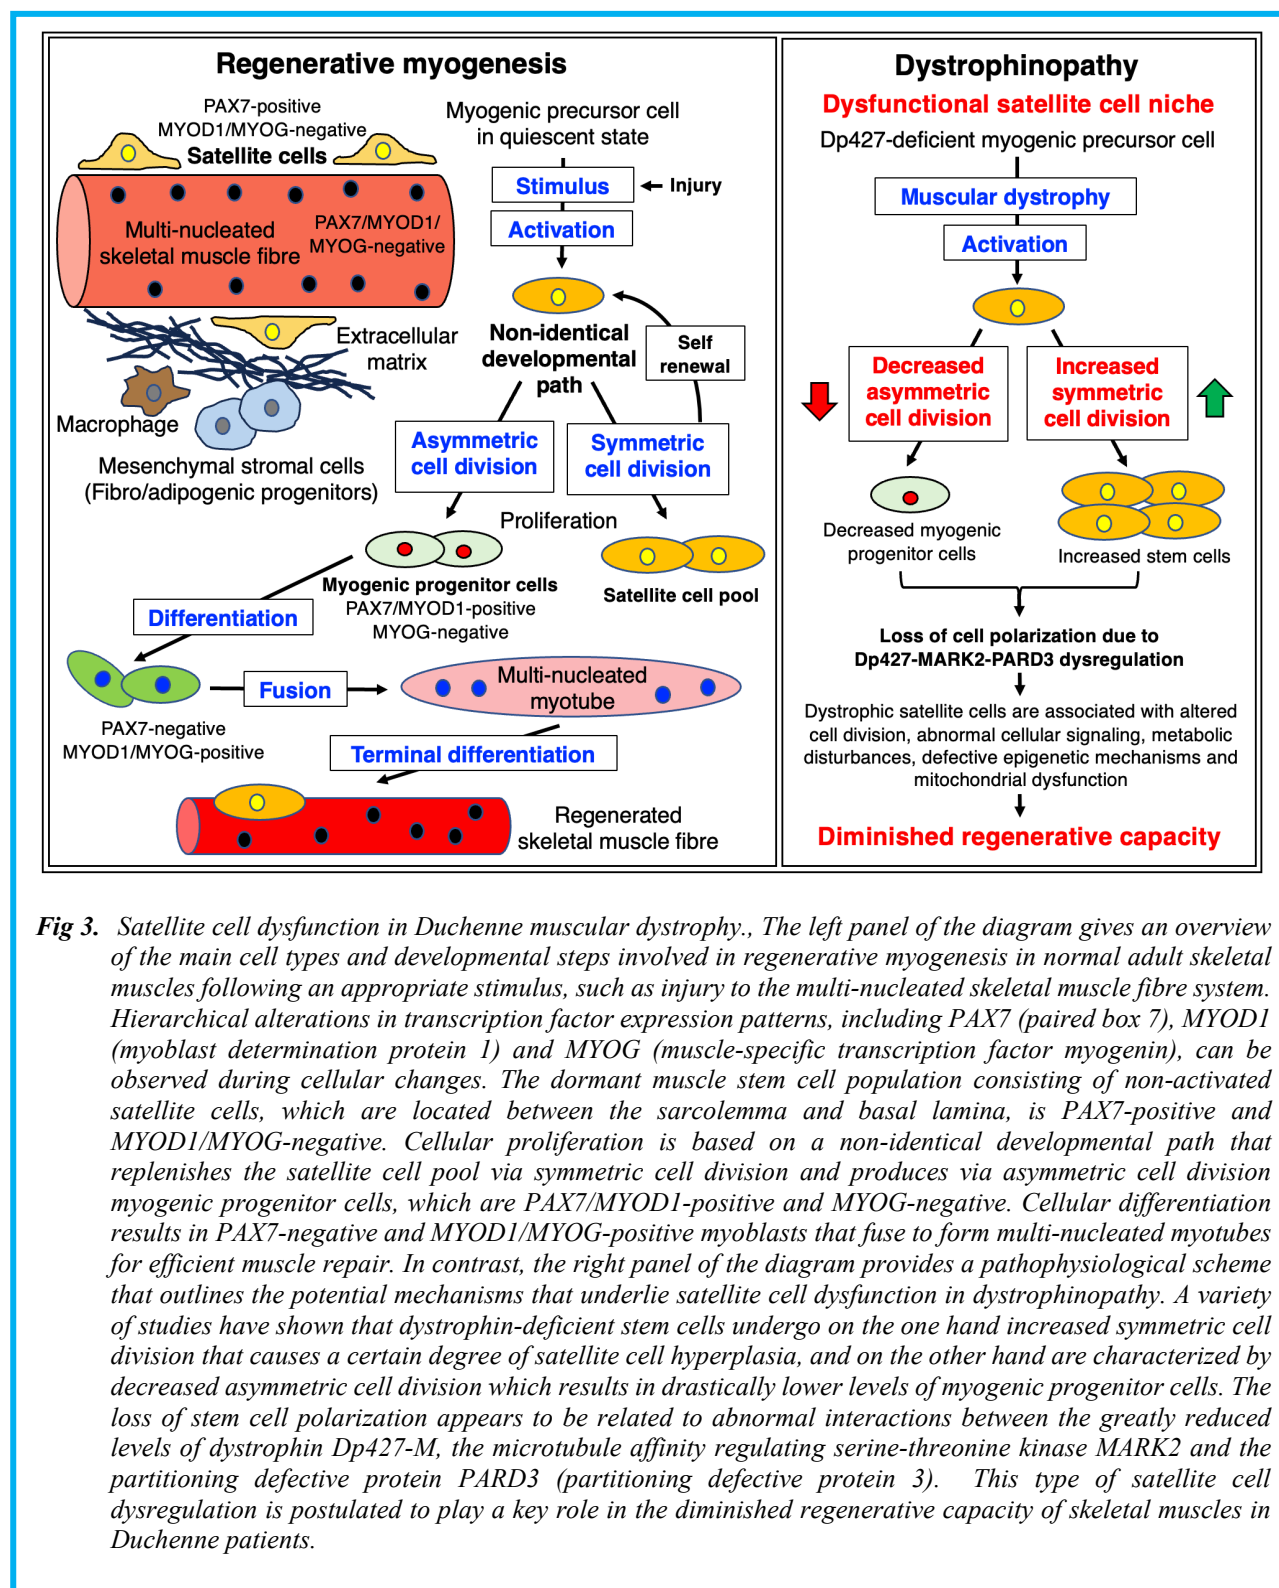 Regenerative myogenesis
PAX7-positive
MYOD1/MYOG-negative
Satellite cells
Multi-nucleated
skeletal muscle fibre
PAX7/MYOD1/
MYOG-negative
Extracellular
matrix
Macrophage
Mesenchymal stromal cells
(Fibro/adipogenic progenitors)
Myogenic precursor cell
in quiescent state
Stimulus
Injury
Activation
Non-identical
developmental
path
Self
renewal
Asymmetric
cell division
Symmetric
cell division
Proliferation
Myogenic progenitor cells
PAX7/MYOD1-positive
MYOG-negative
Satellite cell pool
Differentiation
PAX7-negative
MYOD1/MYOG-positive
Fusion
Multi-nucleated
myotube
Terminal differentiation
Regenerated
skeletal muscle fibre
Dystrophinopathy
Dysfunctional satellite cell niche
Dp427-deficient myogenic precursor cell
Muscular dystrophy
Activation
Decreased
asymmetric
cell division
Increased
symmetric
cell division
Decreased myogenic
progenitor cells
Increased stem cells
Loss of cell polarization due to
Dp427-MARK2-PARD3 dysregulation
Dystrophic satellite cells are associated with altered
cell division, abnormal cellular signaling, metabolic
disturbances, defective epigenetic mechanisms and
mitochondrial dysfunction
Diminished regenerative capacity
Fig 3. Satellite cell dysfunction in Duchenne muscular dystrophy., The left panel of the diagram gives an overview
of the main cell types and developmental steps involved in regenerative myogenesis in normal adult skeletal
muscles following an appropriate stimulus, such as injury to the multi-nucleated skeletal muscle fibre system.
Hierarchical alterations in transcription factor expression patterns, including PAX7 (paired box 7), MYOD1
(myoblast determination protein 1) and MYOG (muscle-specific transcription factor myogenin), can be
observed during cellular changes. The dormant muscle stem cell population consisting of non-activated
satellite cells, which are located between the sarcolemma and basal lamina, is PAX7-positive and
MYOD1/MYOG-negative. Cellular proliferation is based on a non-identical developmental path that
replenishes the satellite cell pool via symmetric cell division and produces via asymmetric cell division
myogenic progenitor cells, which are PAX7/MYOD1-positive and MYOG-negative. Cellular differentiation
results in PAX7-negative and MYOD1/MYOG-positive myoblasts that fuse to form multi-nucleated myotubes
for efficient muscle repair. In contrast, the right panel of the diagram provides a pathophysiological scheme
that outlines the potential mechanisms that underlie satellite cell dysfunction in dystrophinopathy. A variety
of studies have shown that dystrophin-deficient stem cells undergo on the one hand increased symmetric cell
division that causes a certain degree of satellite cell hyperplasia, and on the other hand are characterized by
decreased asymmetric cell division which results in drastically lower levels of myogenic progenitor cells. The
loss of stem cell polarization appears to be related to abnormal interactions between the greatly reduced
levels of dystrophin Dp427-M, the microtubule affinity regulating serine-threonine kinase MARK2 and the
partitioning defective protein PARD3 (partitioning defective protein 3). This type of satellite cell
dysregulation is postulated to play a key role in the diminished regenerative capacity of skeletal muscles in
Duchenne patients.